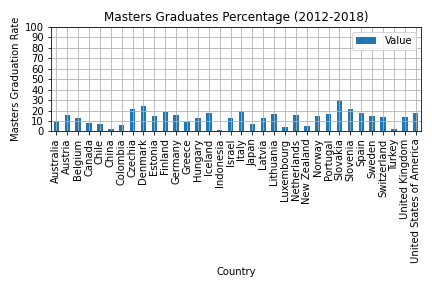 Masters Graduates Percentage (2012-2018)
Masters Graduation Rate
100
90
80
70
60
50
40
30
20
10
0
Value
Australia
Austria
Belgium
Canada
Chile
China
Colombia
Czechia
Denmark
Estonia
Finland
Germany
Greece
Hungary
Iceland
Indonesia
Israel
Italy
Japan
Latvia
Lithuania
Luxembourg
Netherlands
New Zealand
Norway
Portugal
Slovakia
Slovenia
Spain
Sweden
Switzerland
Turkey
United Kingdom
United States of America
Country